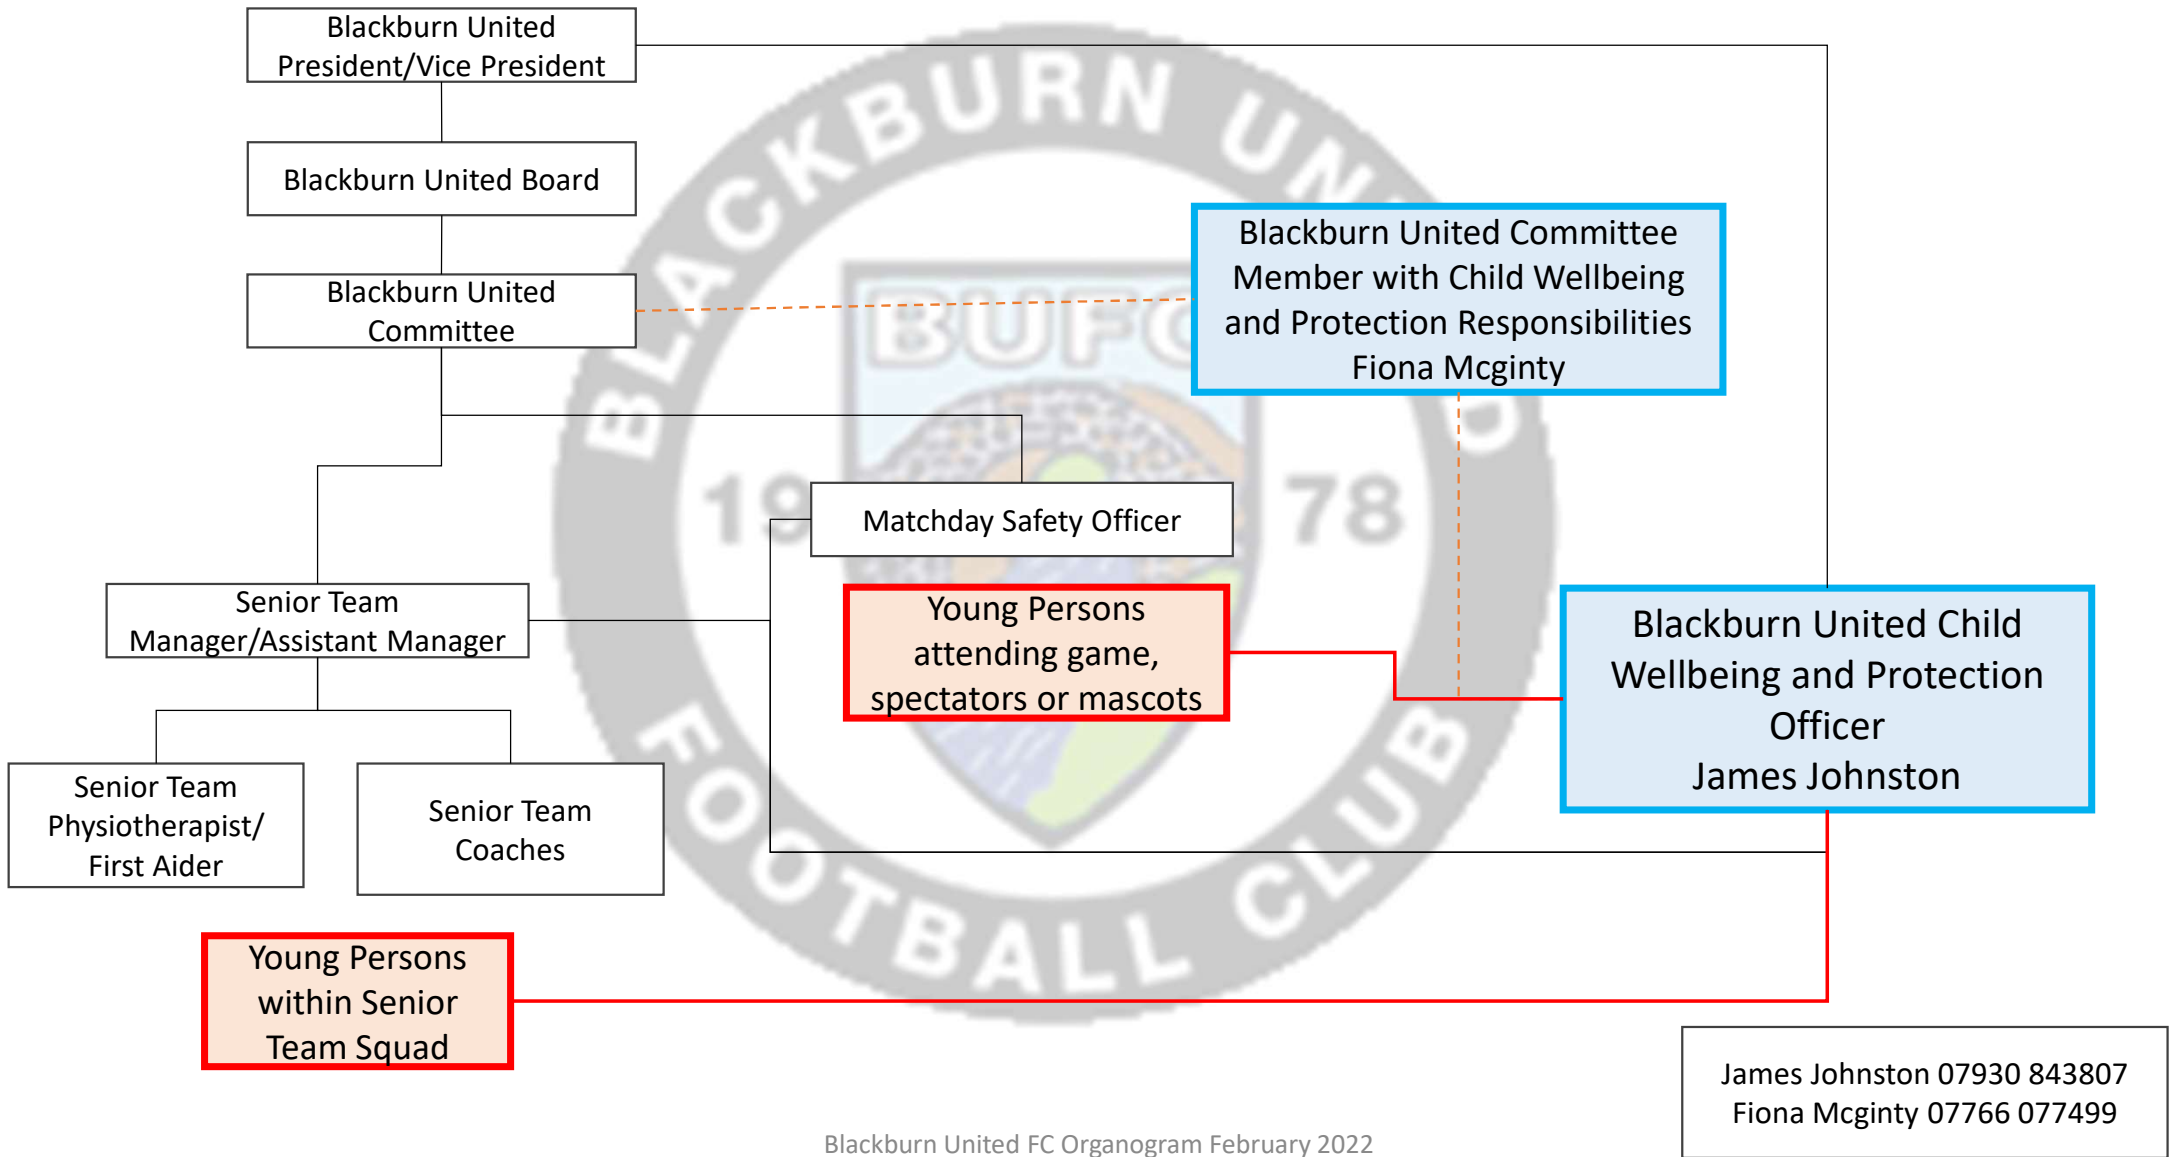 Blackburn United
President/Vice President
Blackburn United Board
Blackburn United
Committee
Blackburn United Committee
Member with Child Wellbeing
and Protection Responsibilities
Fiona Mcginty
Matchday Safety Officer
Senior Team
Manager/Assistant Manager
Young Persons
attending game,
spectators or mascots
Blackburn United Child
Wellbeing and Protection
Officer
James Johnston
Senior Team
Physiotherapist/
First Aider
Senior Team
Coaches
Young Persons
within Senior
Team Squad
James Johnston 07930 843807
Fiona Mcginty 07766 077499
Blackburn United FC Organogram February 2022
BLACKBURN UNITED
BUFC
19 78
FOOTBALL CLUB